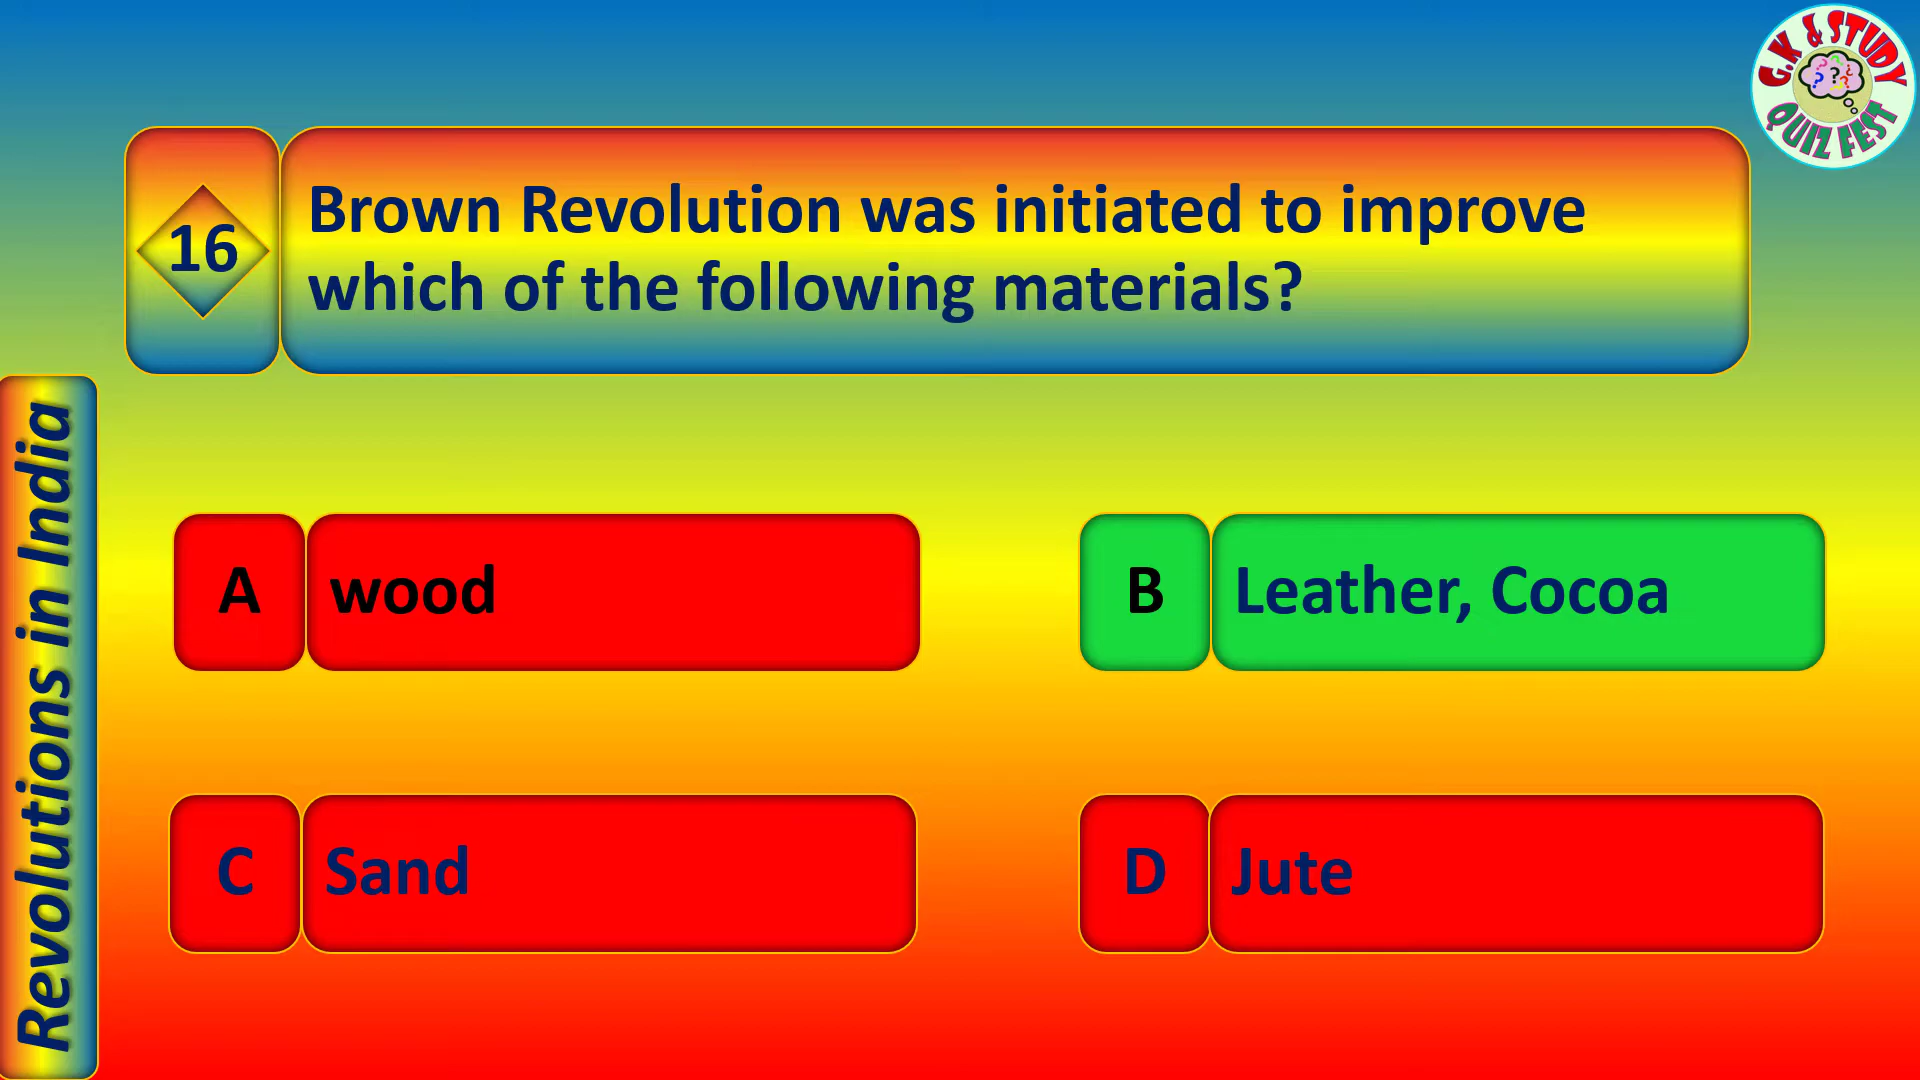 G.K & STUDY
QUIZ FEST
16
Brown Revolution was initiated to improve
which of the following materials?
Revolutions in India
A
wood
B
Leather, Cocoa
C
Sand
D
Jute